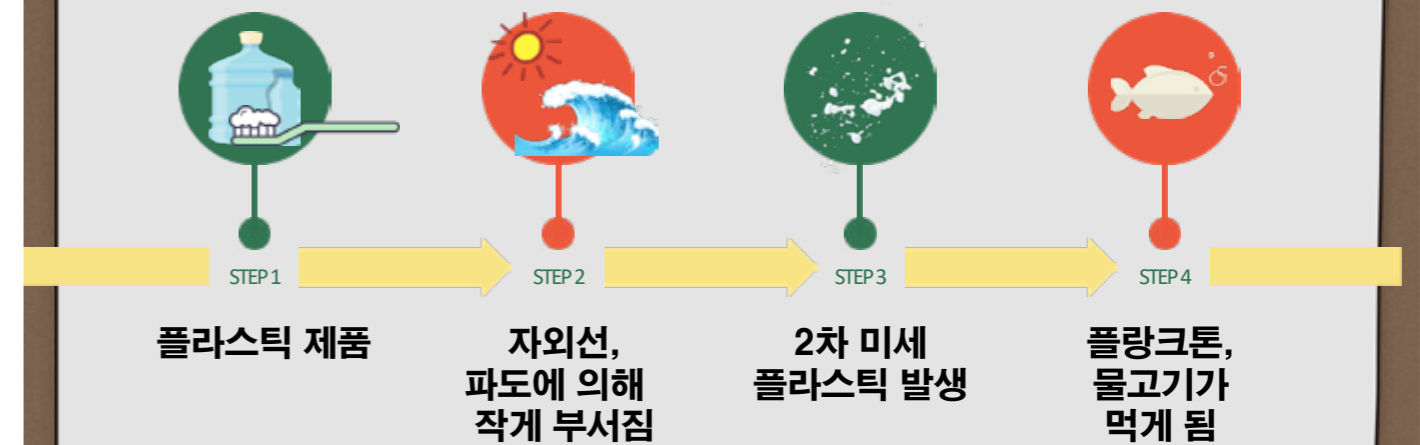 STEP 1
STEP 2
STEP 3
STEP 4
플라스틱 제품
자외선,
파도에 의해
작게 부서짐
2차 미세
플라스틱 발생
플랑크톤,
물고기가
먹게 됨